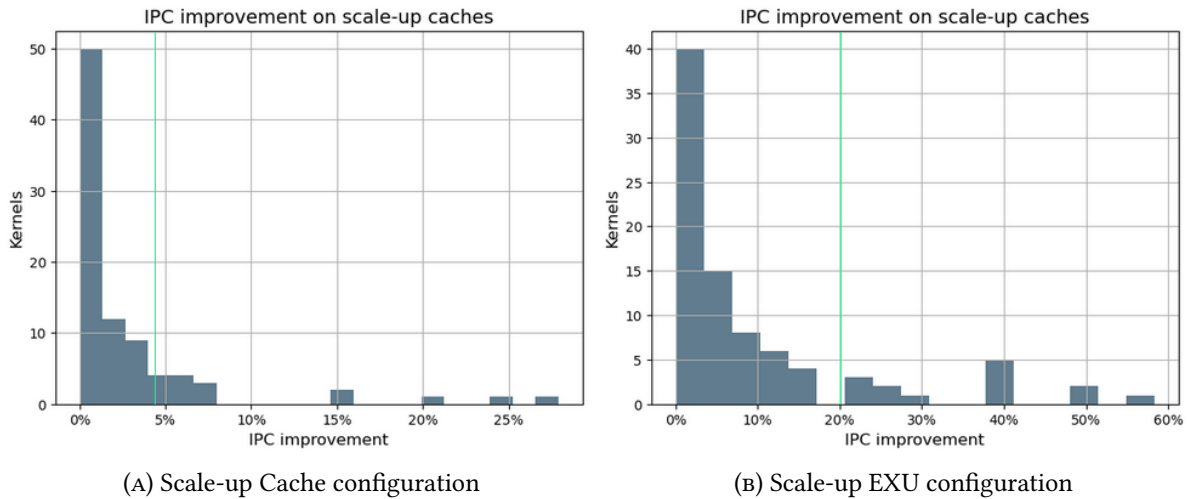 IPC improvement on scale-up caches
50
40
30
20
10
0
Kernels
0% 5% 10% 15% 20% 25%
IPC improvement
(A) Scale-up Cache configuration
IPC improvement on scale-up caches
40
35
30
25
20
15
10
5
0
Kernels
0% 10% 20% 30% 40% 50% 60%
IPC improvement
(B) Scale-up EXU configuration